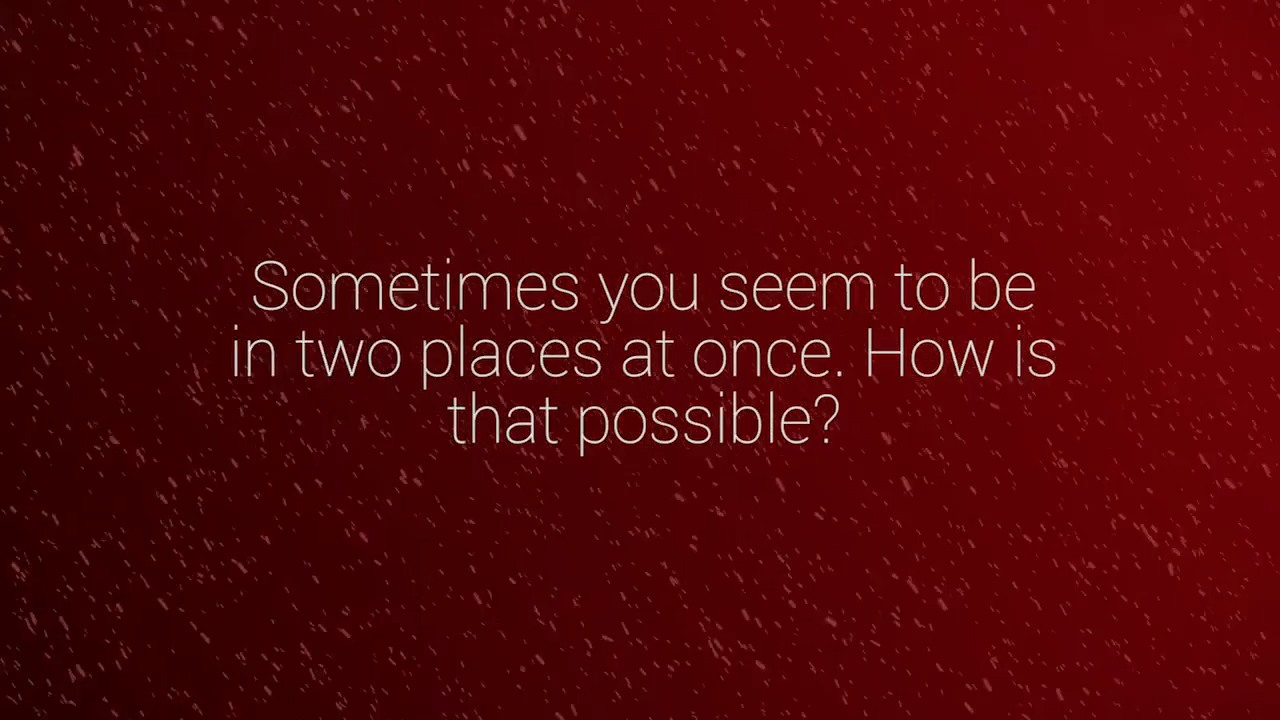 Sometimes you seem to be
in two places at once. How is
that possible?